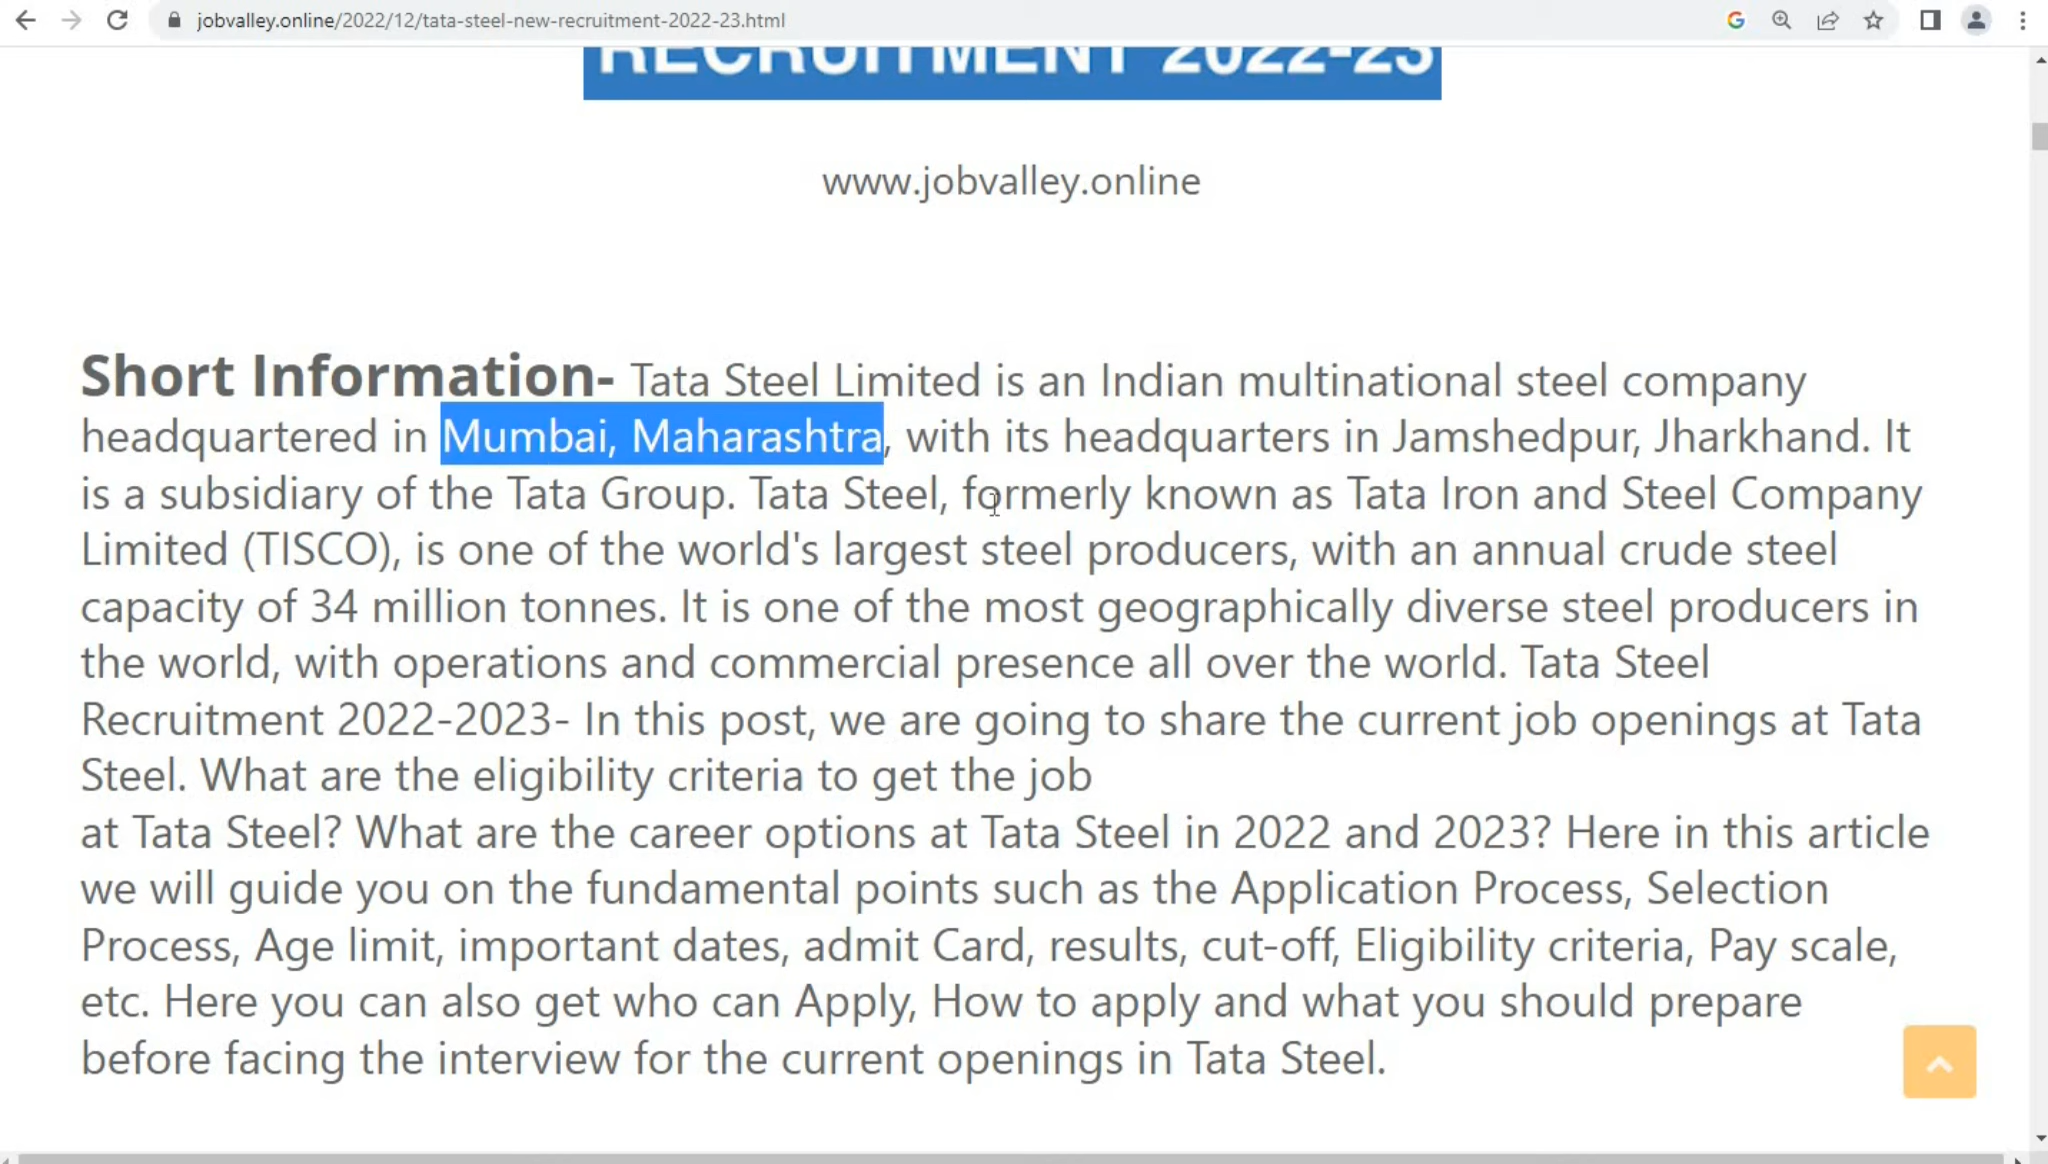 jobvalley.online/2022/12/tata-steel-new-recruitment-2022-23.html
RECRUITMENT 2022-23
www.jobvalley.online
Short Information- Tata Steel Limited is an Indian multinational steel company
headquartered in Mumbai, Maharashtra, with its headquarters in Jamshedpur, Jharkhand. It
is a subsidiary of the Tata Group. Tata Steel, formerly known as Tata Iron and Steel Company
Limited (TISCO), is one of the world's largest steel producers, with an annual crude steel
capacity of 34 million tonnes. It is one of the most geographically diverse steel producers in
the world, with operations and commercial presence all over the world. Tata Steel
Recruitment 2022-2023- In this post, we are going to share the current job openings at Tata
Steel. What are the eligibility criteria to get the job
at Tata Steel? What are the career options at Tata Steel in 2022 and 2023? Here in this article
we will guide you on the fundamental points such as the Application Process, Selection
Process, Age limit, important dates, admit Card, results, cut-off, Eligibility criteria, Pay scale,
etc. Here you can also get who can Apply, How to apply and what you should prepare
before facing the interview for the current openings in Tata Steel.